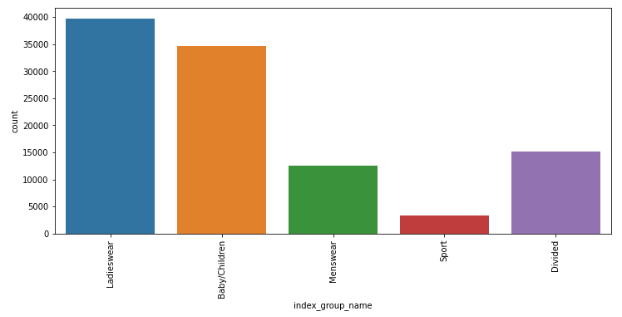 40000
35000
30000
25000
20000
15000
10000
5000
0
count
Ladieswear
Baby/Children
Menswear
Sport
Divided
index_group_name